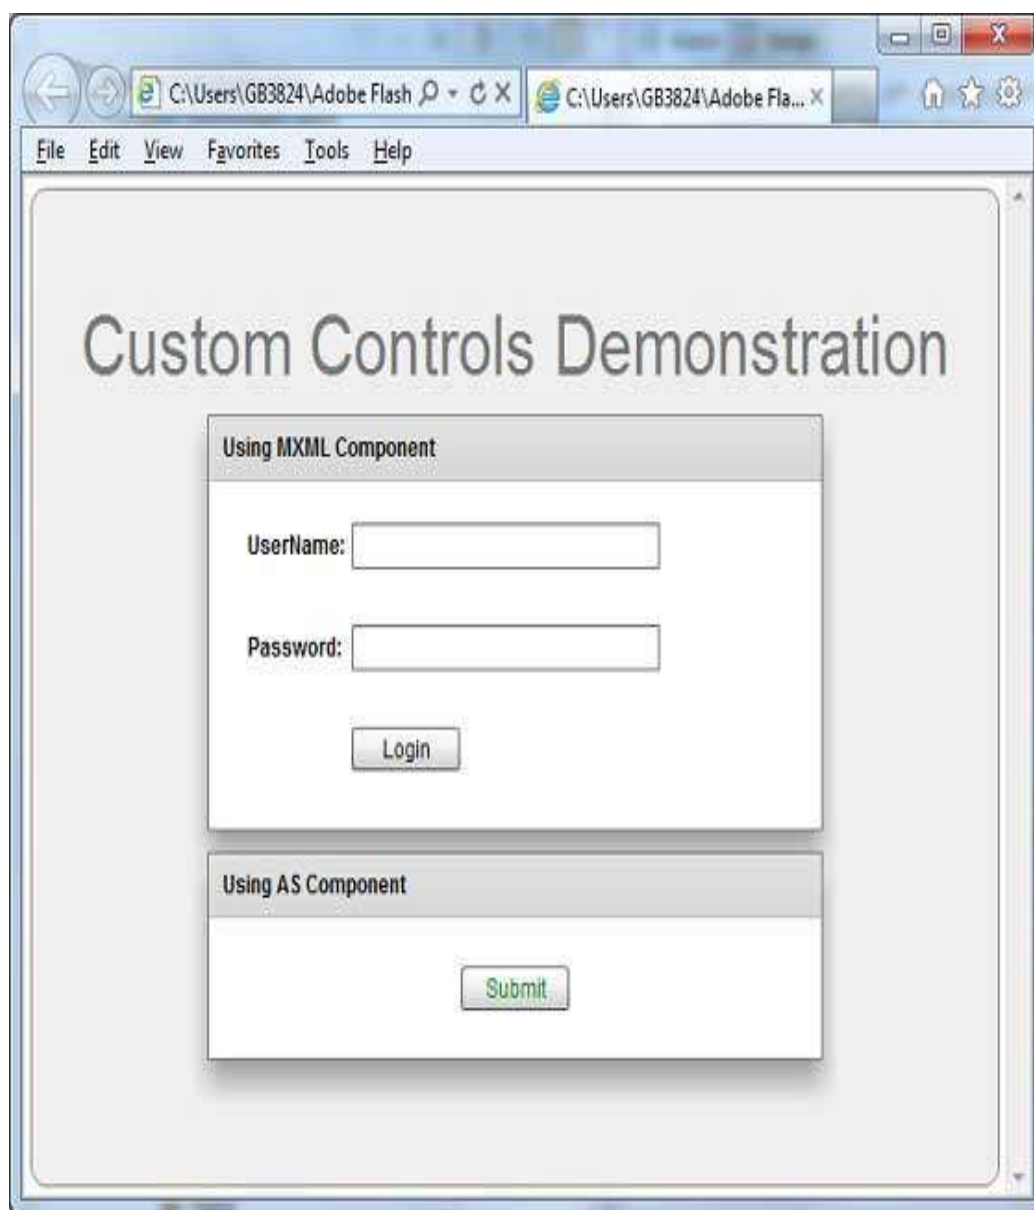 C:\Users\GB3824\Adobe Flash
C:\Users\GB3824\Adobe Fla...
File Edit View Favorites Tools Help
Custom Controls Demonstration
Using MXML Component
UserName:
Password:
Login
Using AS Component
Submit